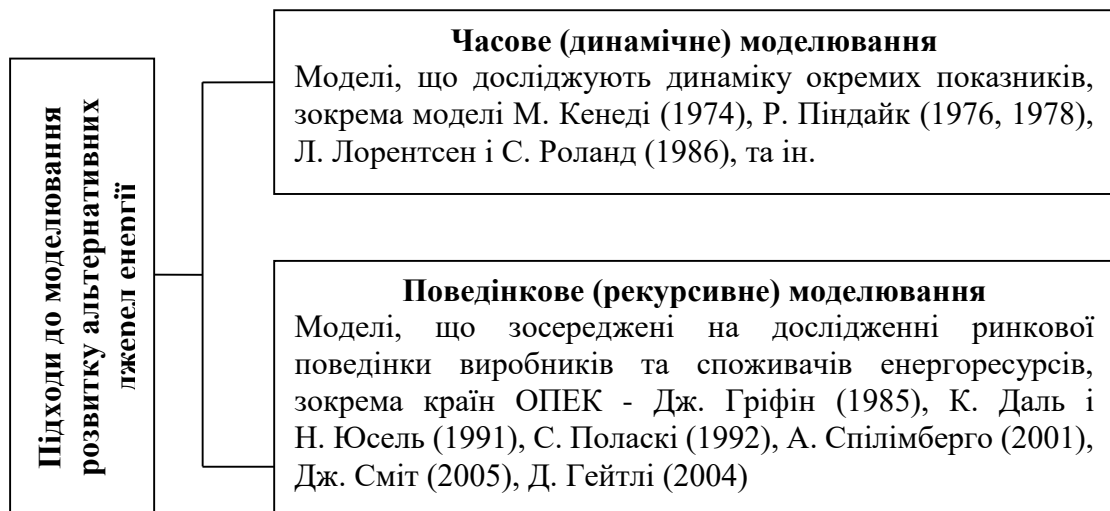 Підходи до моделювання
розвитку альтернативних
джерел енергії
Часове (динамічне) моделювання
Моделі, що досліджують динаміку окремих показників,
зокрема моделі М. Кенеді (1974), Р. Піндайк (1976, 1978),
Л. Лорентсен і С. Роланд (1986), та ін.
Поведінкове (рекурсивне) моделювання
Моделі, що зосереджені на дослідженні ринкової
поведінки виробників та споживачів енергоресурсів,
зокрема країн ОПЕК - Дж. Гріфін (1985), К. Даль і
Н. Юсель (1991), С. Поласкі (1992), А. Спілімберго (2001),
Дж. Сміт (2005), Д. Гейтлі (2004)